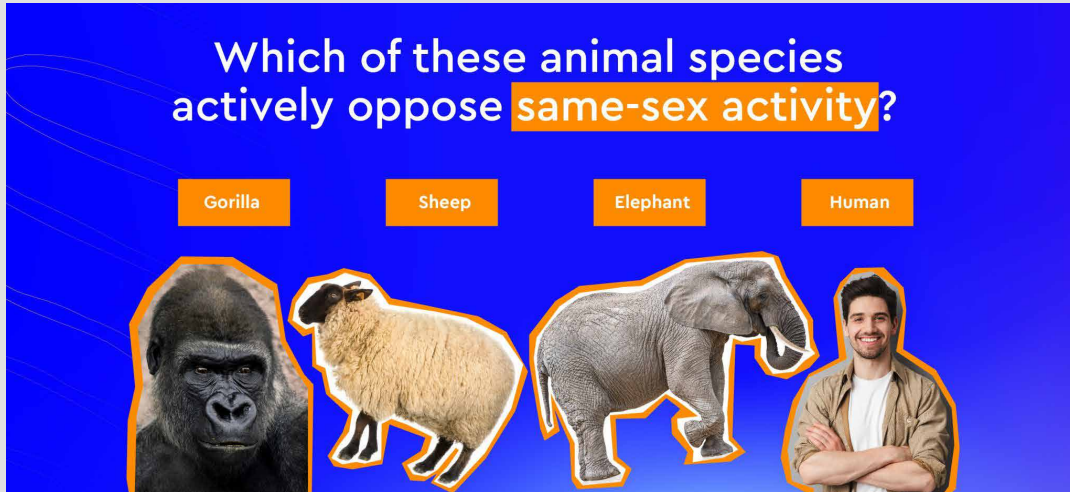 Which of these animal species
actively oppose same-sex activity?
Gorilla
Sheep
Elephant
Human